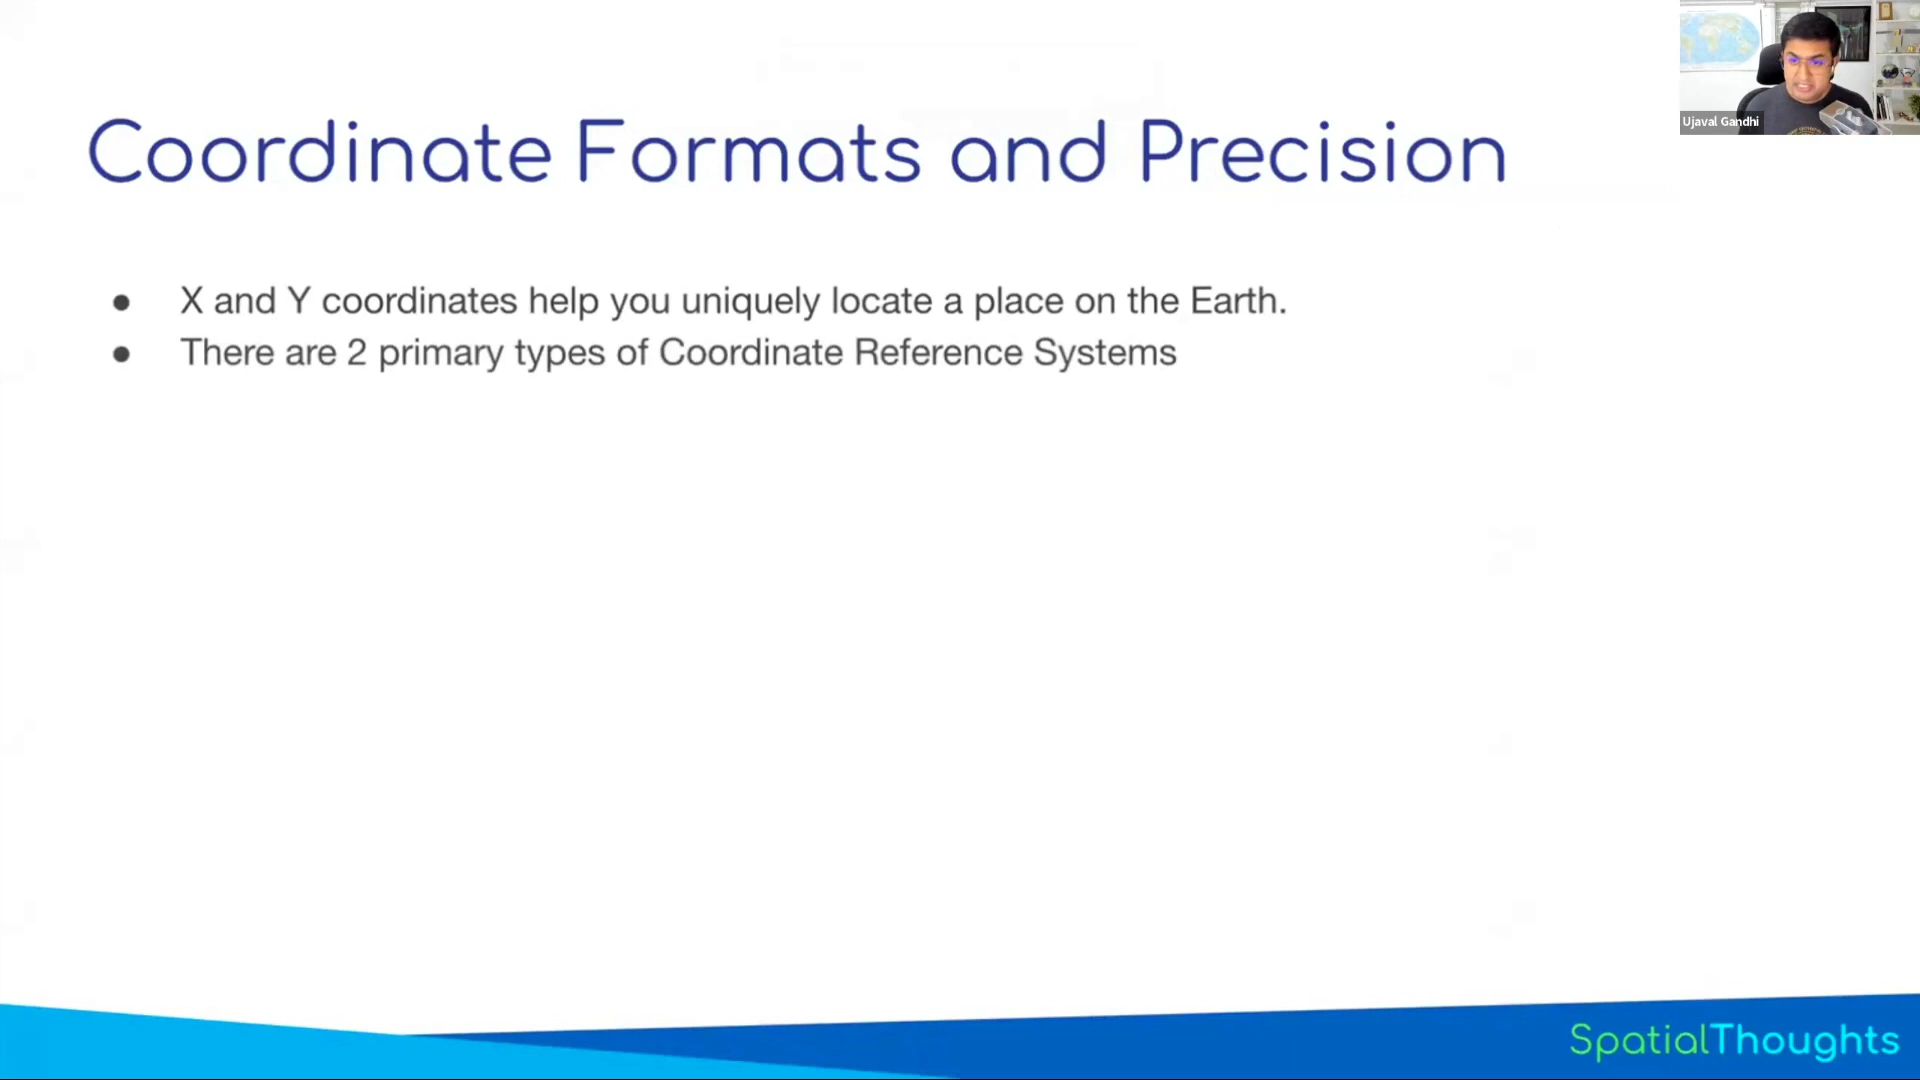 Coordinate Formats and Precision
Ujaval Gandhi
● X and Y coordinates help you uniquely locate a place on the Earth.
● There are 2 primary types of Coordinate Reference Systems
SpatialThoughts